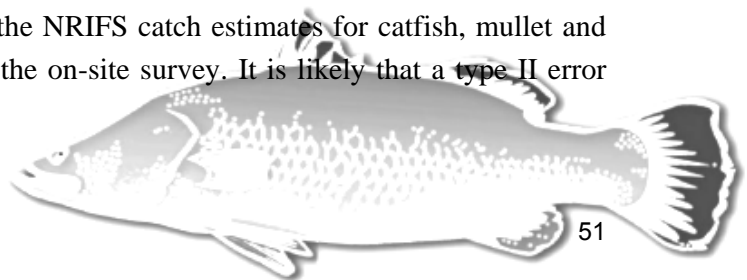 the NRIFS catch estimates for catfish, mullet and
the on-site survey. It is likely that a type II error
51